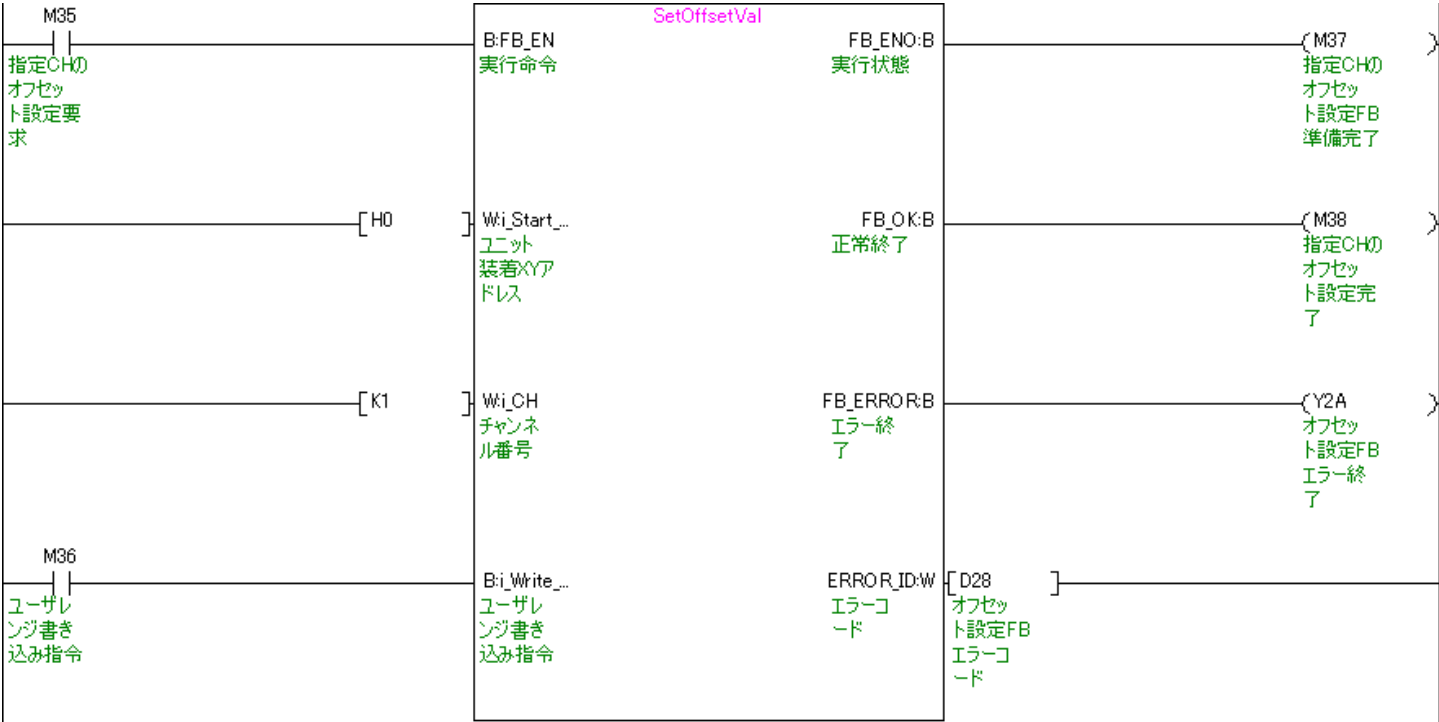 M35
SetOffsetVal
B:FB_EN
FB_ENO:B
M37
指定CHの
オフセッ
ト設定要
求
実行命令
実行状態
指定CHの
オフセッ
ト設定FB
準備完了
H0
W:i_Start_...
FB_OK:B
M38
ユニット
装着XYア
ドレス
正常終了
指定CHの
オフセッ
ト設定完
了
K1
W:i_CH
FB_ERROR:B
Y2A
チャンネ
ル番号
エラー終
了
オフセッ
ト設定FB
エラー終
了
M36
B:i_Write_...
ERROR_ID:W
D28
ユーザレ
ンジ書き
込み指令
ユーザレ
ンジ書き
込み指令
エラーコ
ード
オフセッ
ト設定FB
エラーコ
ード